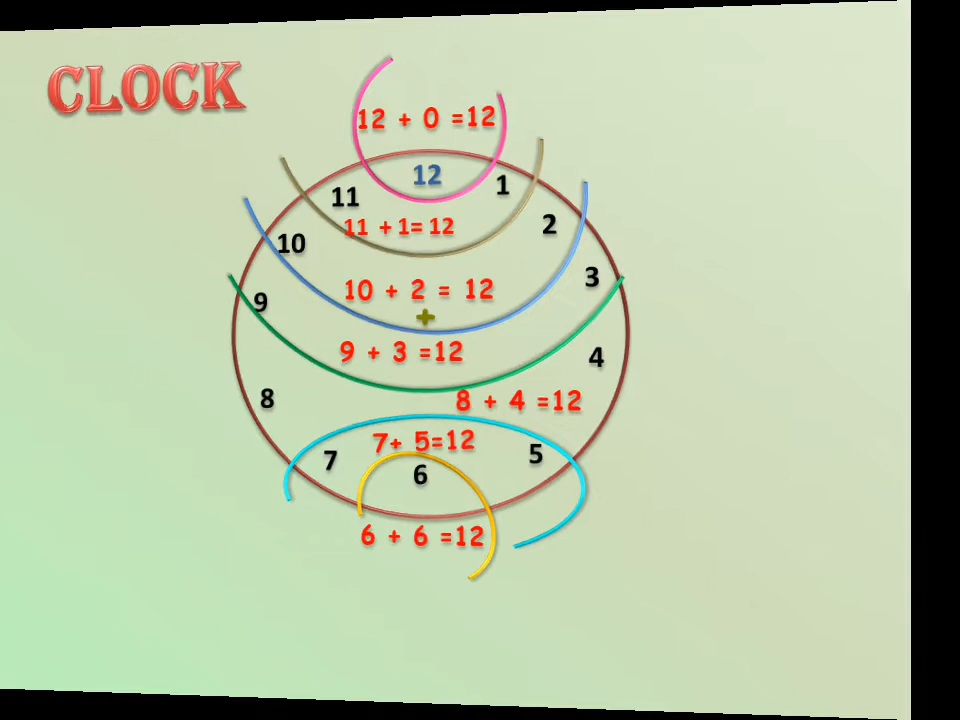 CLOCK
12 + 0 =12
12
11
1
11 + 1= 12
2
10
10 + 2 = 12
3
+
9
9 + 3 =12
4
8
8 + 4 =12
7+ 5=12
7
5
6
6 + 6 =12